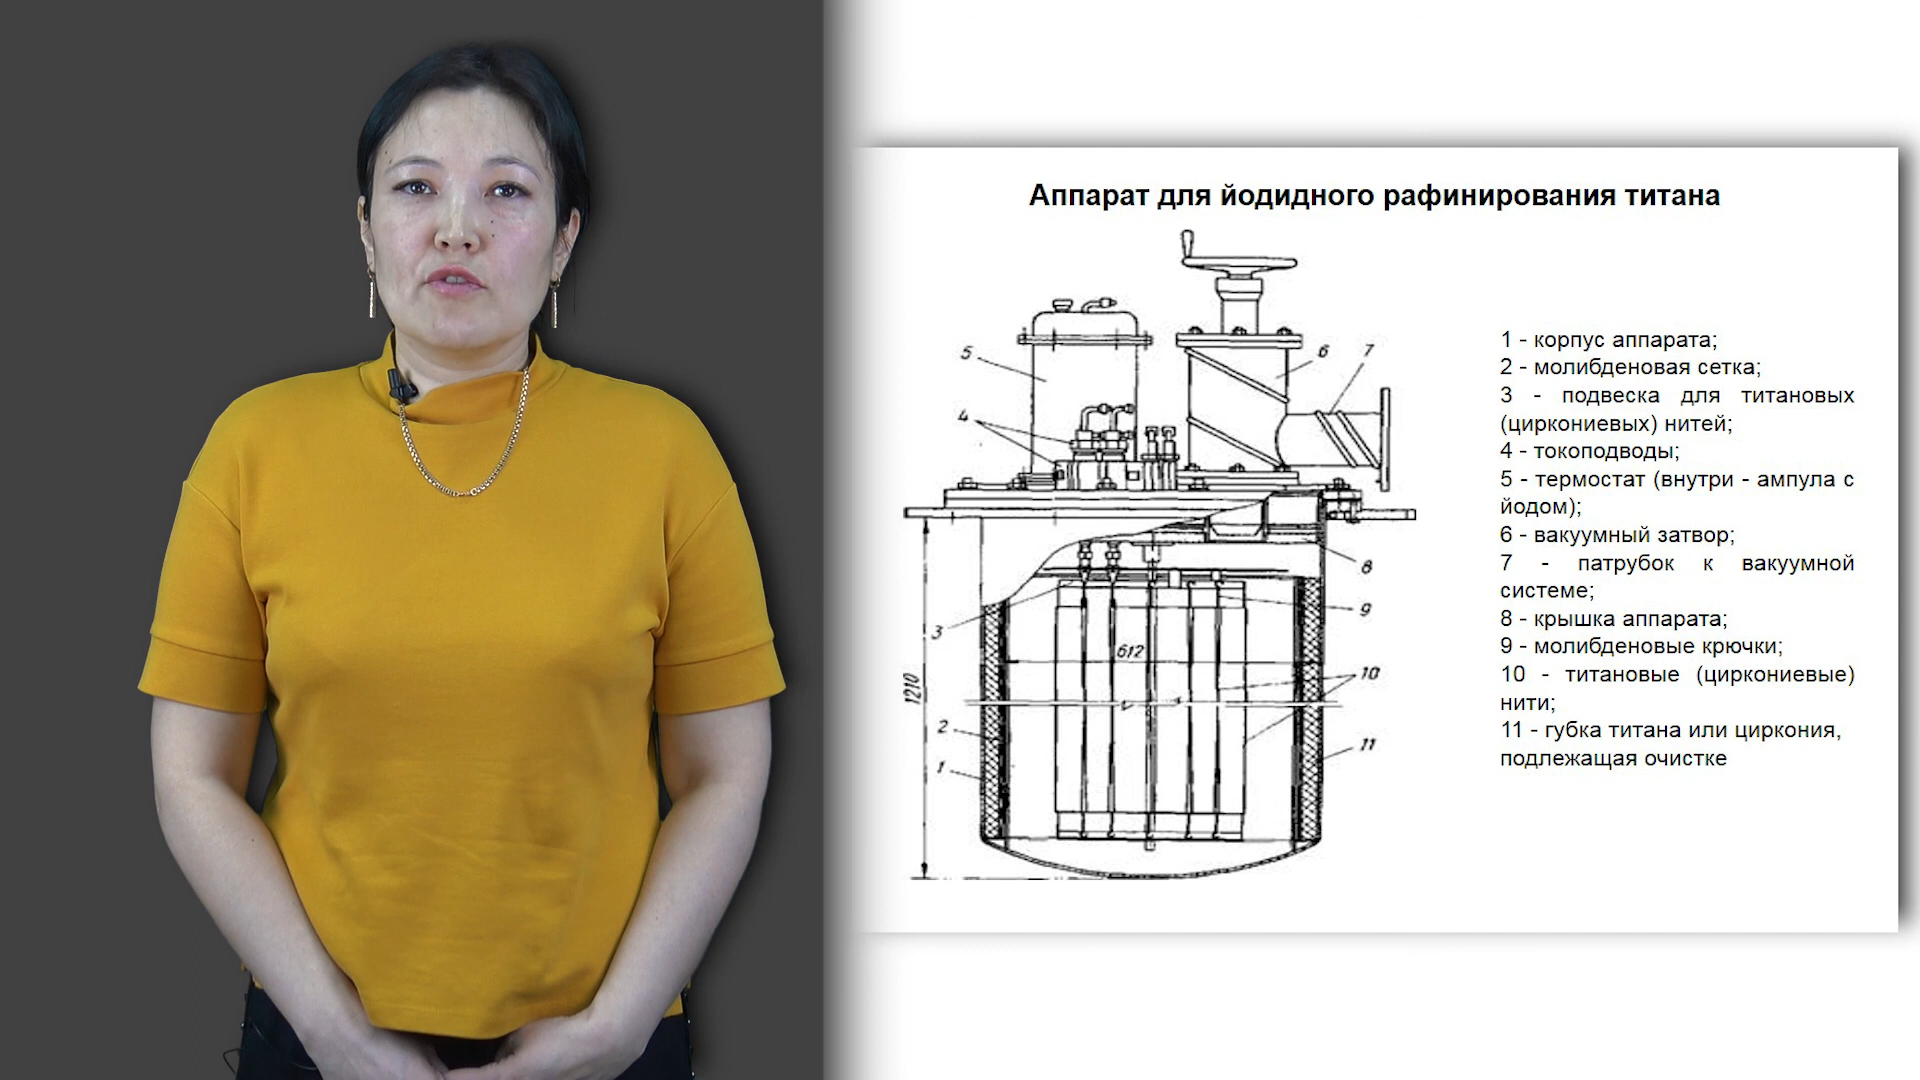 Аппарат для йодидного рафинирования титана
5
6
7
4
8
9
3
612
10
1210
2
11
1
1 - корпус аппарата;
2 - молибденовая сетка;
3 - подвеска для титановых
(циркониевых) нитей;
4 - токоподводы;
5 - термостат (внутри - ампула с
йодом);
6 - вакуумный затвор;
7 - патрубок к вакуумной
системе;
8 - крышка аппарата;
9 - молибденовые крючки;
10 - титановые (циркониевые)
нити;
11 - губка титана или циркония,
подлежащая очистке